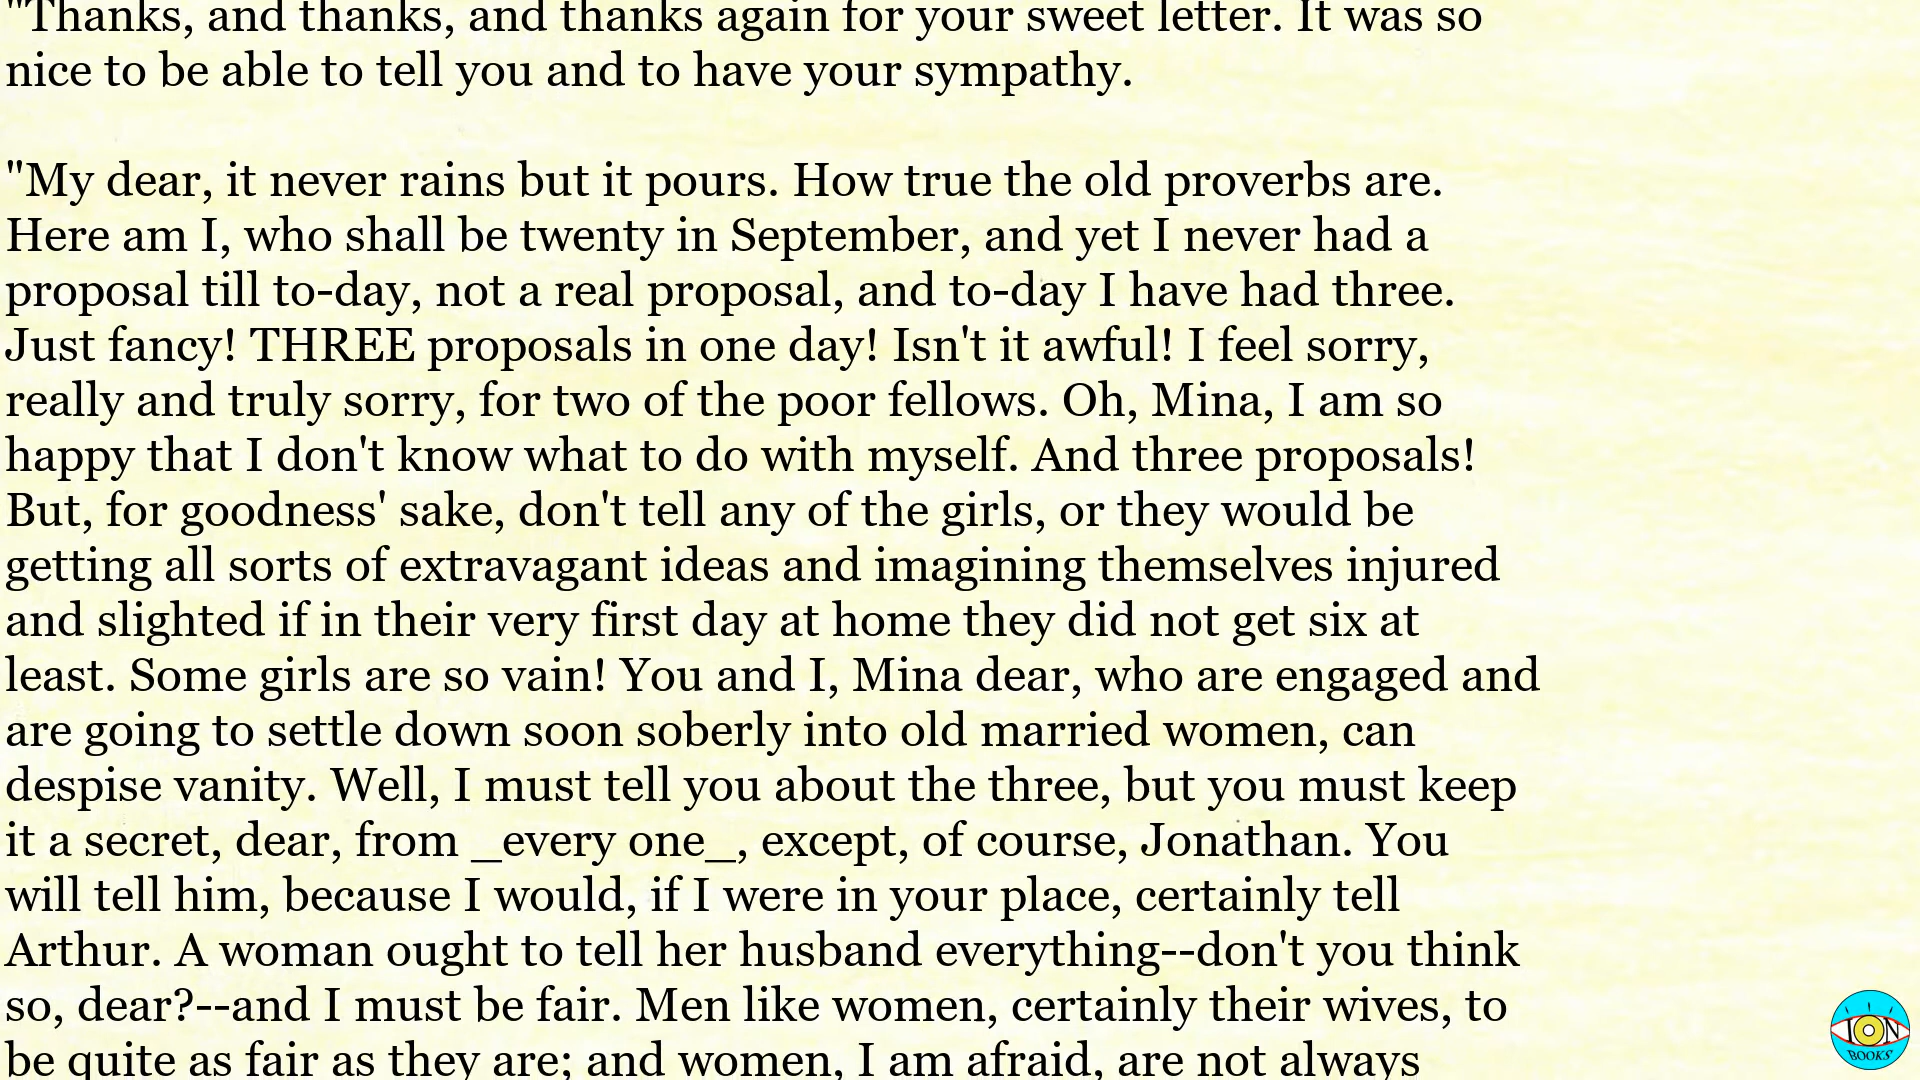 "Thanks, and thanks, and thanks again for your sweet letter. It was so
nice to be able to tell you and to have your sympathy.
"My dear, it never rains but it pours. How true the old proverbs are.
Here am I, who shall be twenty in September, and yet I never had a
proposal till to-day, not a real proposal, and to-day I have had three.
Just fancy! THREE proposals in one day! Isn't it awful! I feel sorry,
really and truly sorry, for two of the poor fellows. Oh, Mina, I am so
happy that I don't know what to do with myself. And three proposals!
But, for goodness' sake, don't tell any of the girls, or they would be
getting all sorts of extravagant ideas and imagining themselves injured
and slighted if in their very first day at home they did not get six at
least. Some girls are so vain! You and I, Mina dear, who are engaged and
are going to settle down soon soberly into old married women, can
despise vanity. Well, I must tell you about the three, but you must keep
it a secret, dear, from _every one_, except, of course, Jonathan. You
will tell him, because I would, if I were in your place, certainly tell
Arthur. A woman ought to tell her husband everything--don't you think
so, dear?--and I must be fair. Men like women, certainly their wives, to
be quite as fair as they are; and women, I am afraid, are not always
ION
BOOKS